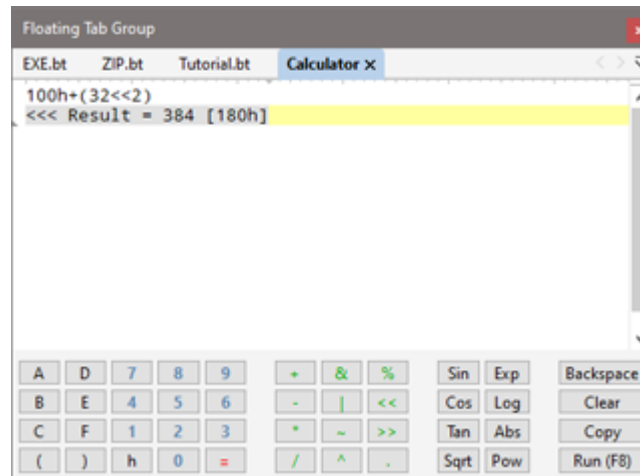 Floating Tab Group
EXE.bt ZIP.bt Tutorial.bt Calculator ×
100h+(32<<2)
<<< Result = 384 [180h]
A D 7 8 9 + & % Sin Exp Backspace
B E 4 5 6 - | << Cos Log Clear
C F 1 2 3 * ~ >> Tan Abs Copy
( ) h 0 = / ^ . Sqrt Pow Run (F8)